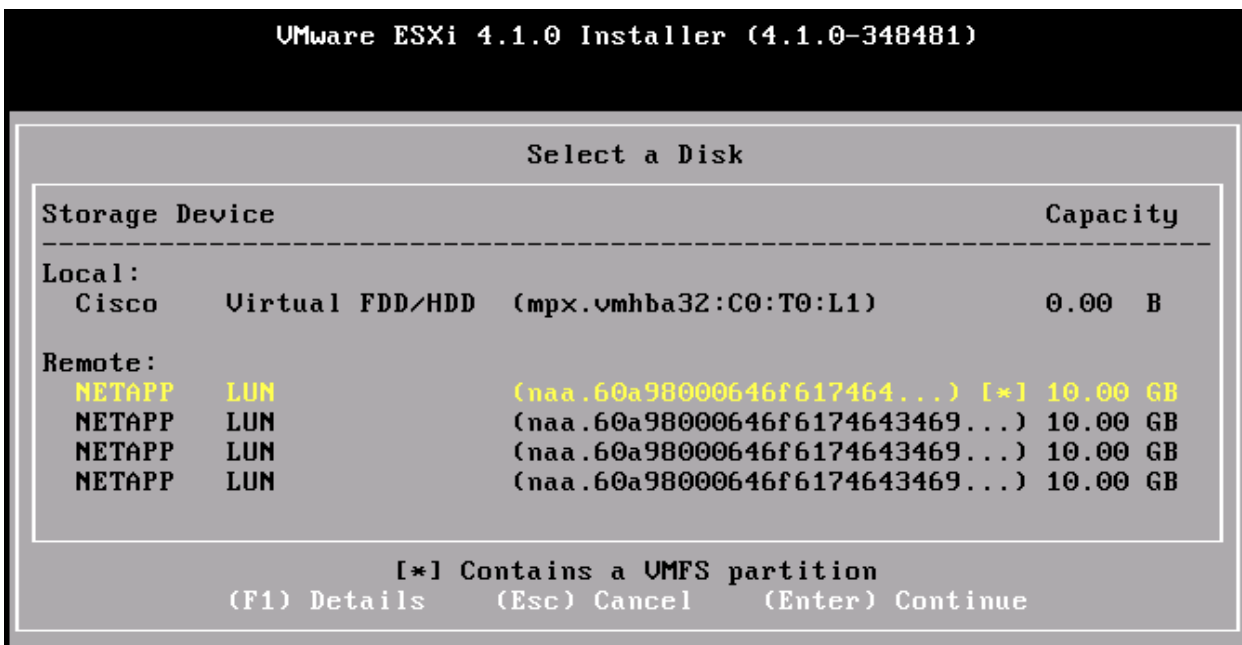 VMware ESXi 4.1.0 Installer (4.1.0-348481)
Select a Disk
Storage Device Capacity
Local:
Cisco Virtual FDD/HDD (mpx.vmhba32:C0:T0:L1) 0.00 B
Remote:
NETAPP LUN (naa.60a98000646f617464...) [*] 10.00 GB
NETAPP LUN (naa.60a98000646f6174643469...) 10.00 GB
NETAPP LUN (naa.60a98000646f6174643469...) 10.00 GB
NETAPP LUN (naa.60a98000646f6174643469...) 10.00 GB
[*] Contains a VMFS partition
(F1) Details (Esc) Cancel (Enter) Continue